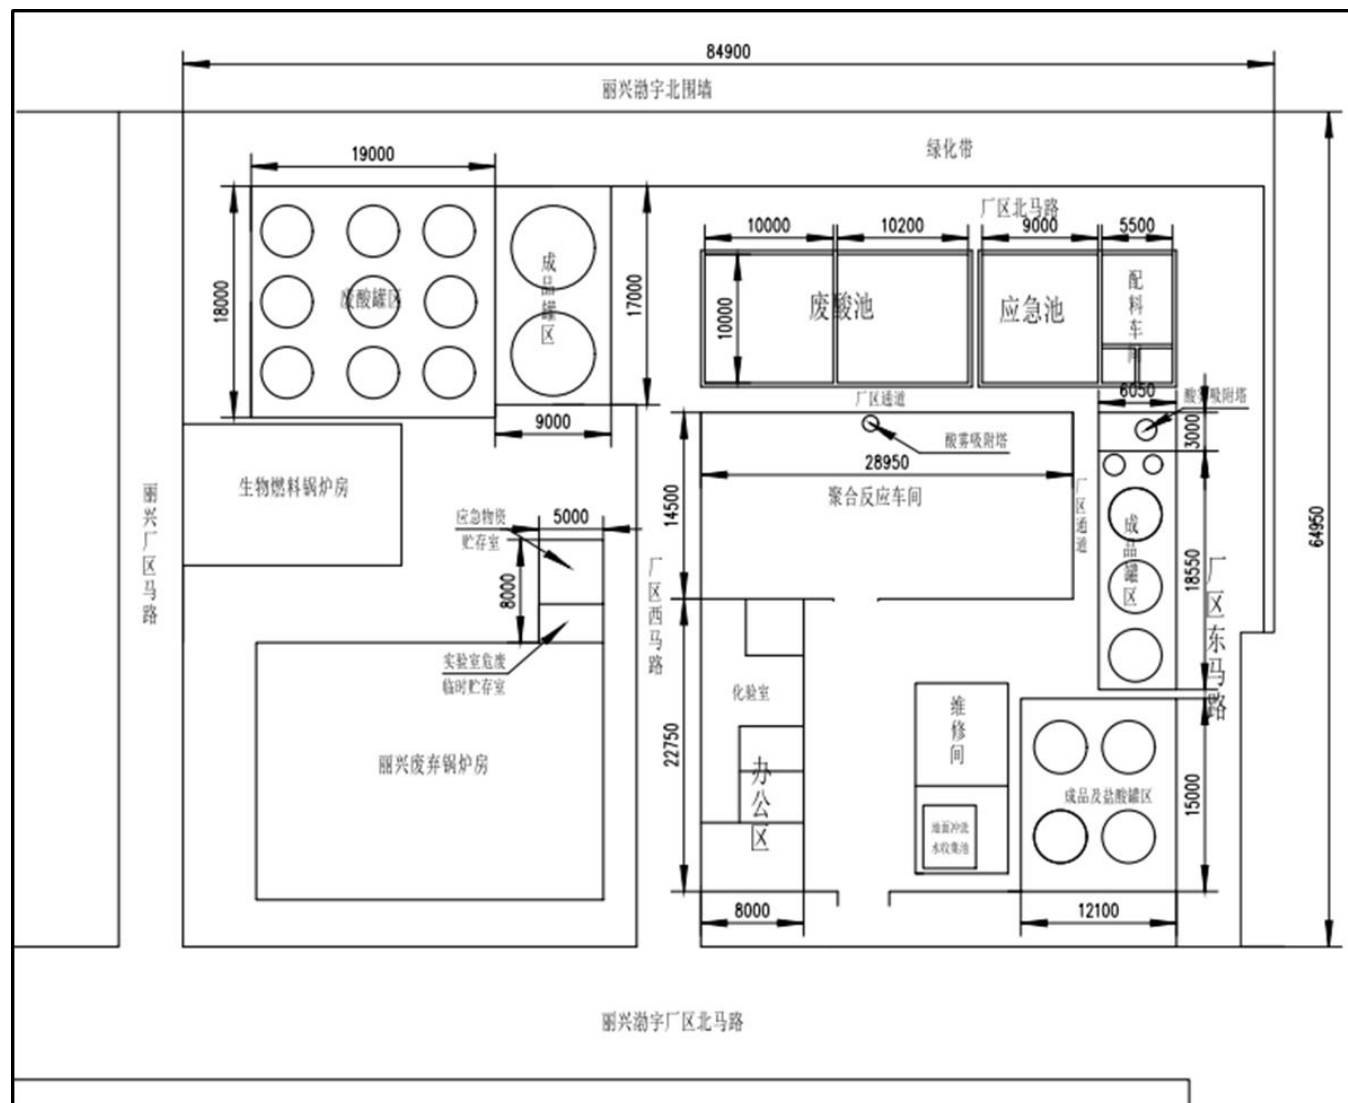 84900
丽兴渤宇北围墙
绿化带
19000
厂区北马路
10000
10200
9000
5500
18000
废酸罐区
成品罐区
17000
10000
废酸池
应急池
配料车间
9000
厂区通道
6050
酸雾吸附塔
3000
酸雾吸附塔
28950
聚合反应车间
14500
厂区通道
成品罐区
18550
64950
丽兴厂区马路
生物燃料锅炉房
应急物资
贮存室
5000
8000
厂区西马路
厂区东马路
实验室危废
临时贮存室
化验室
22750
维修间
丽兴废弃锅炉房
办公区
成品及盐酸罐区
15000
地面冲洗
水收集池
8000
12100
丽兴渤宇厂区北马路